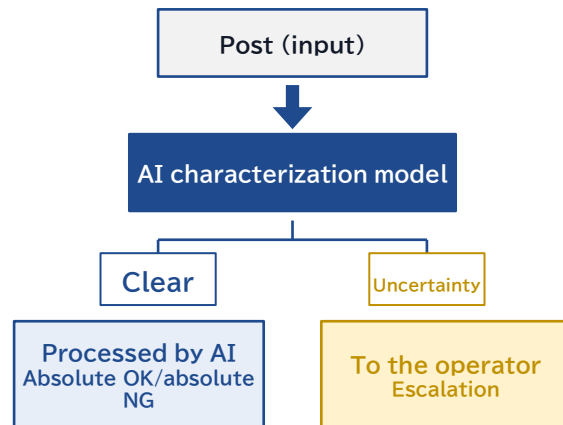 Post (input)
AI characterization model
Clear
Uncertainty
Processed by AI
Absolute OK/absolute
NG
To the operator
Escalation